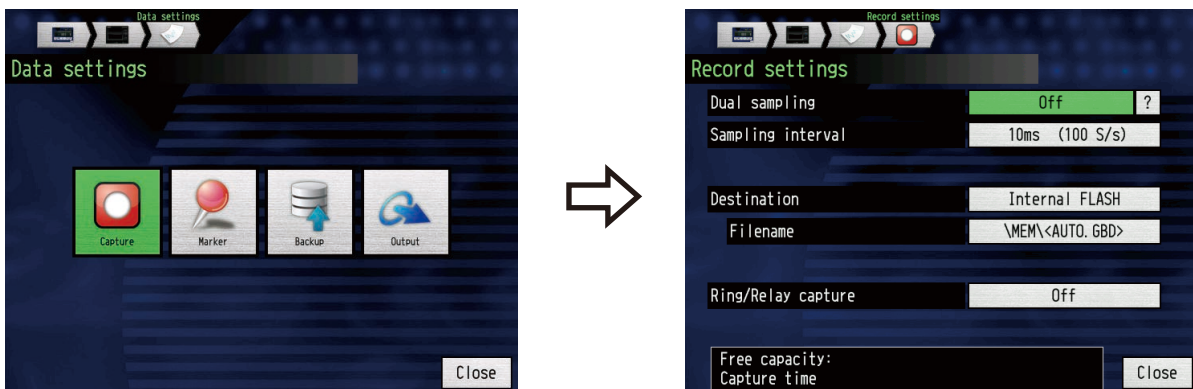 Data settings
Data settings
Capture
Marker
Backup
Output
Close
Record settings
Record settings
Dual sampling Off ?
Sampling interval 10ms (100 S/s)
Destination Internal FLASH
Filename \MEM\<AUTO.GBD>
Ring/Relay capture Off
Free capacity:
Capture time
Close